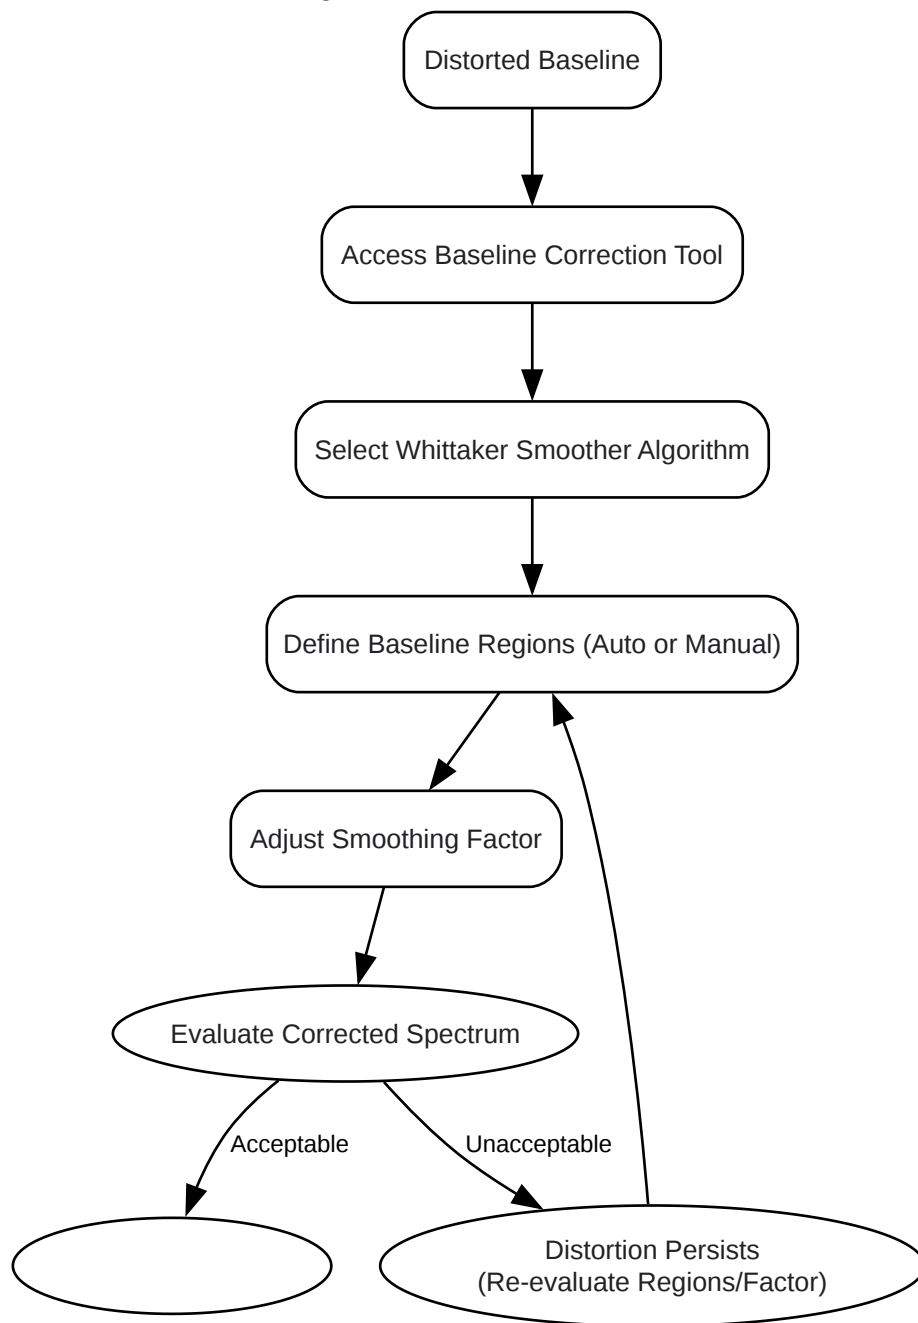 Distorted Baseline
Access Baseline Correction Tool
Select Whittaker Smoother Algorithm
Define Baseline Regions (Auto or Manual)
Adjust Smoothing Factor
Evaluate Corrected Spectrum
Acceptable
Unacceptable
Distortion Persists
(Re-evaluate Regions/Factor)